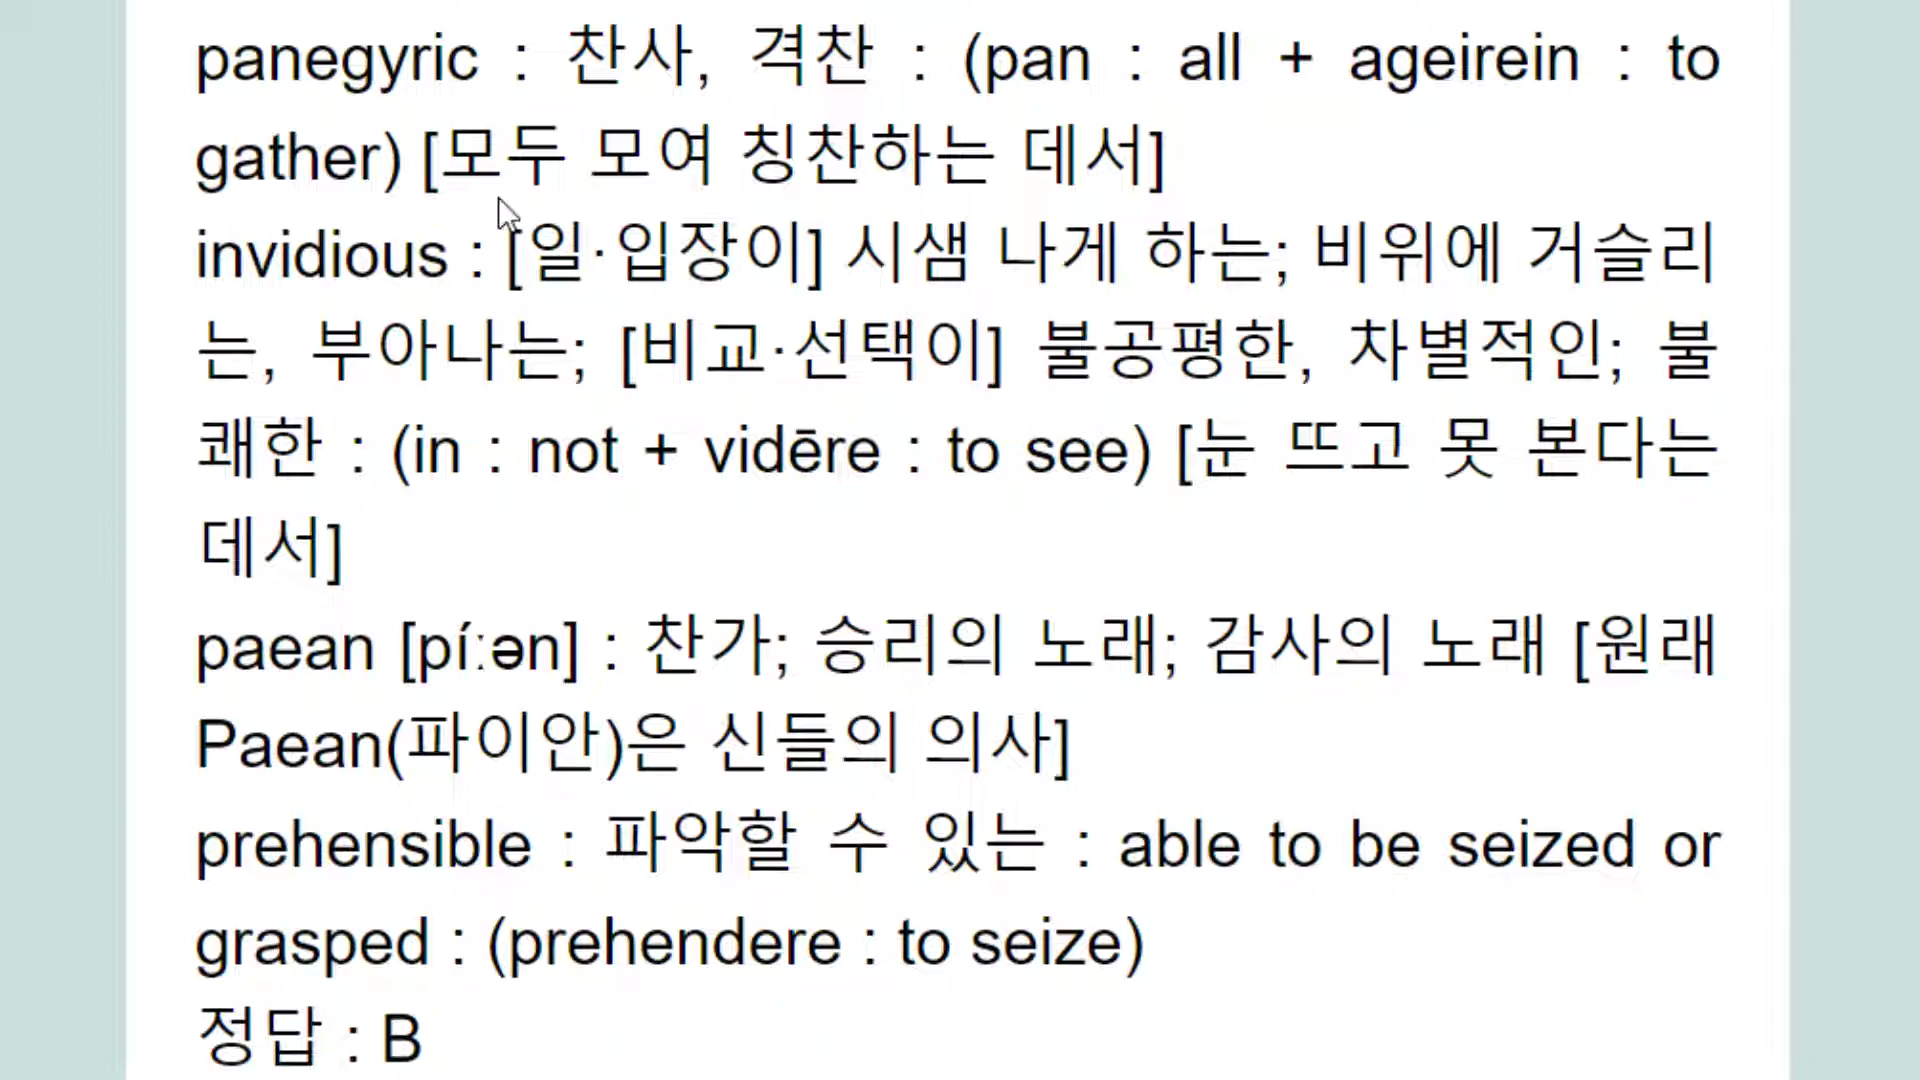 panegyric : 찬사, 격찬 : (pan : all + ageirein : to
gather) [모두 모여 칭찬하는 데서]
invidious : [일·입장이] 시샘 나게 하는; 비위에 거슬리
는, 부아나는; [비교·선택이] 불공평한, 차별적인; 불
쾌한 : (in : not + vidēre : to see) [눈 뜨고 못 본다는
데서]
paean [píːən] : 찬가; 승리의 노래; 감사의 노래 [원래
Paean(파이안)은 신들의 의사]
prehensible : 파악할 수 있는 : able to be seized or
grasped : (prehendere : to seize)
정답 : B